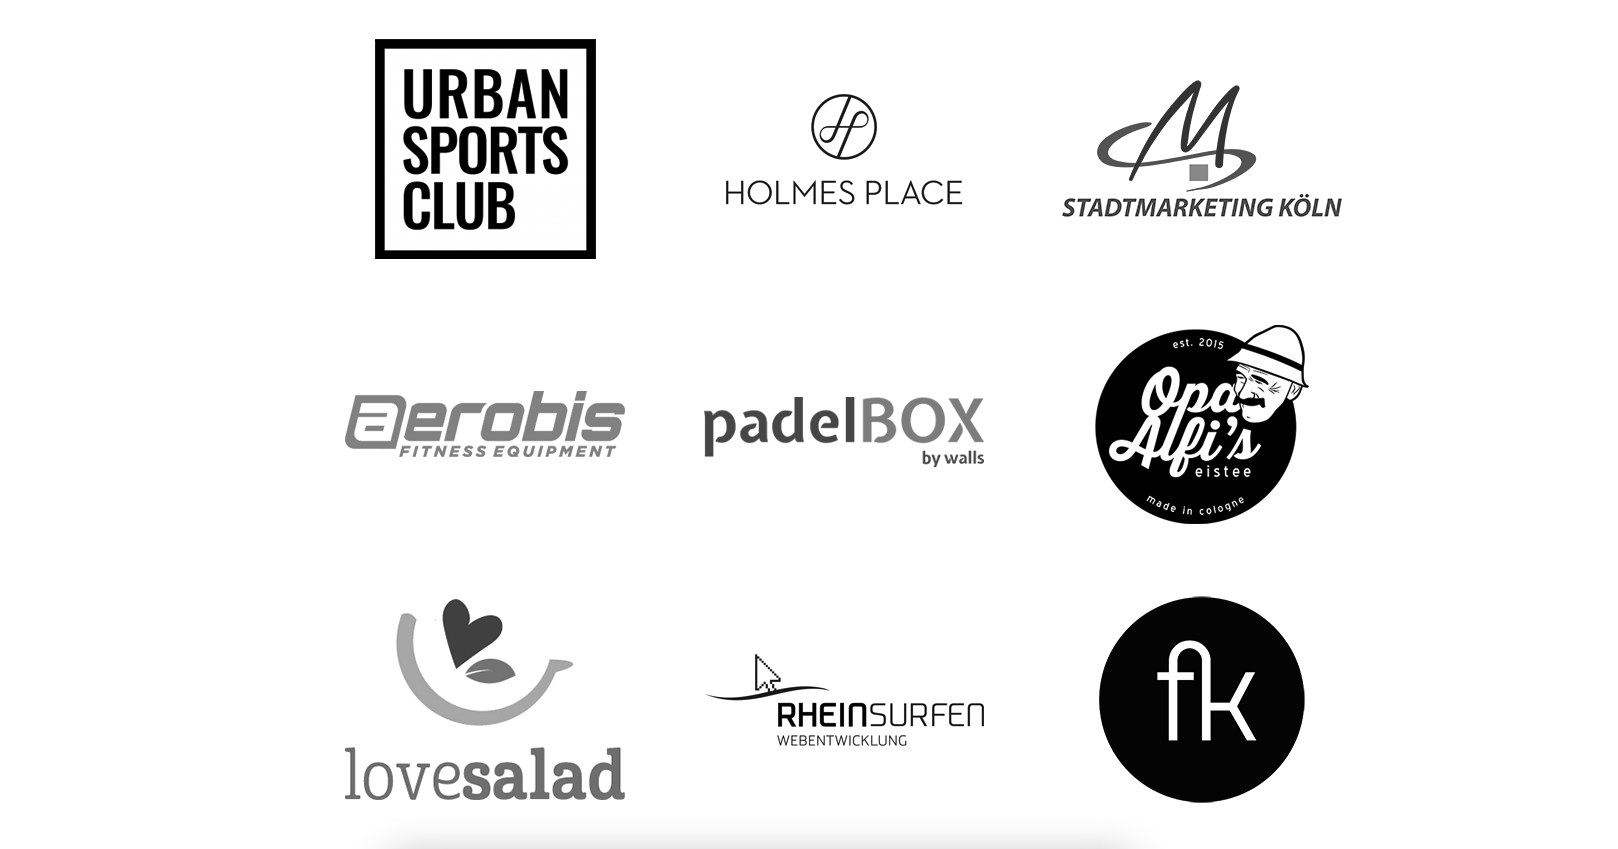 URBAN
SPORTS
CLUB
HOLMES PLACE
STADTMARKETING KÖLN
aerobis
FITNESS EQUIPMENT
padelBOX
by walls
est. 2015
Opa
Alfi's
eistee
made in cologne
lovesalad
RHEINSURFEN
WEBENTWICKLUNG
fk